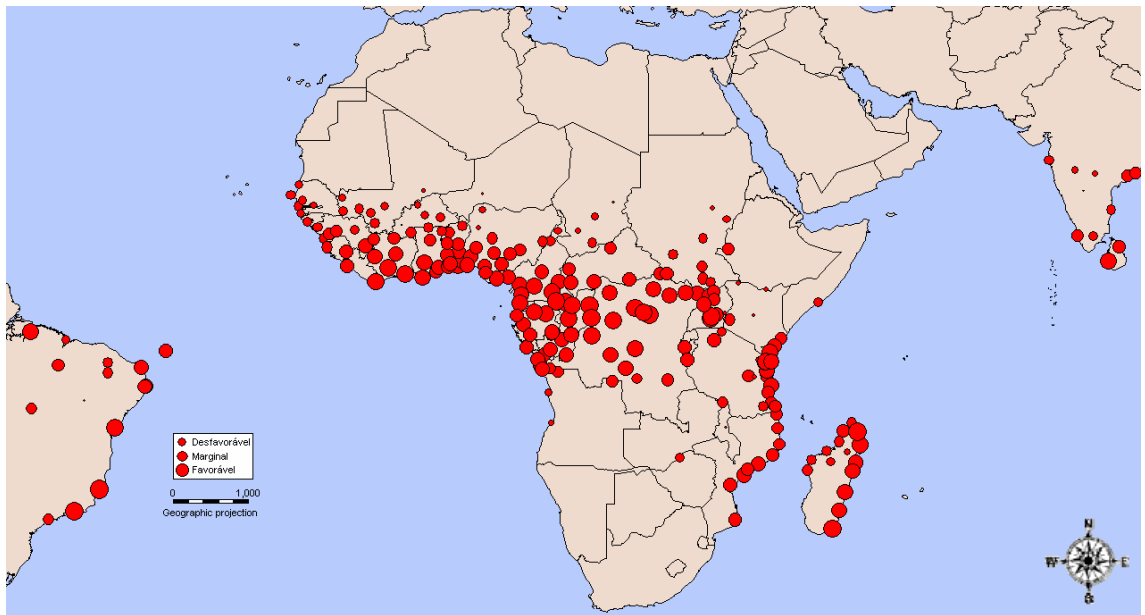 Desfavorável
Marginal
Favorável
0 1,000
Geographic projection
N
W E
S